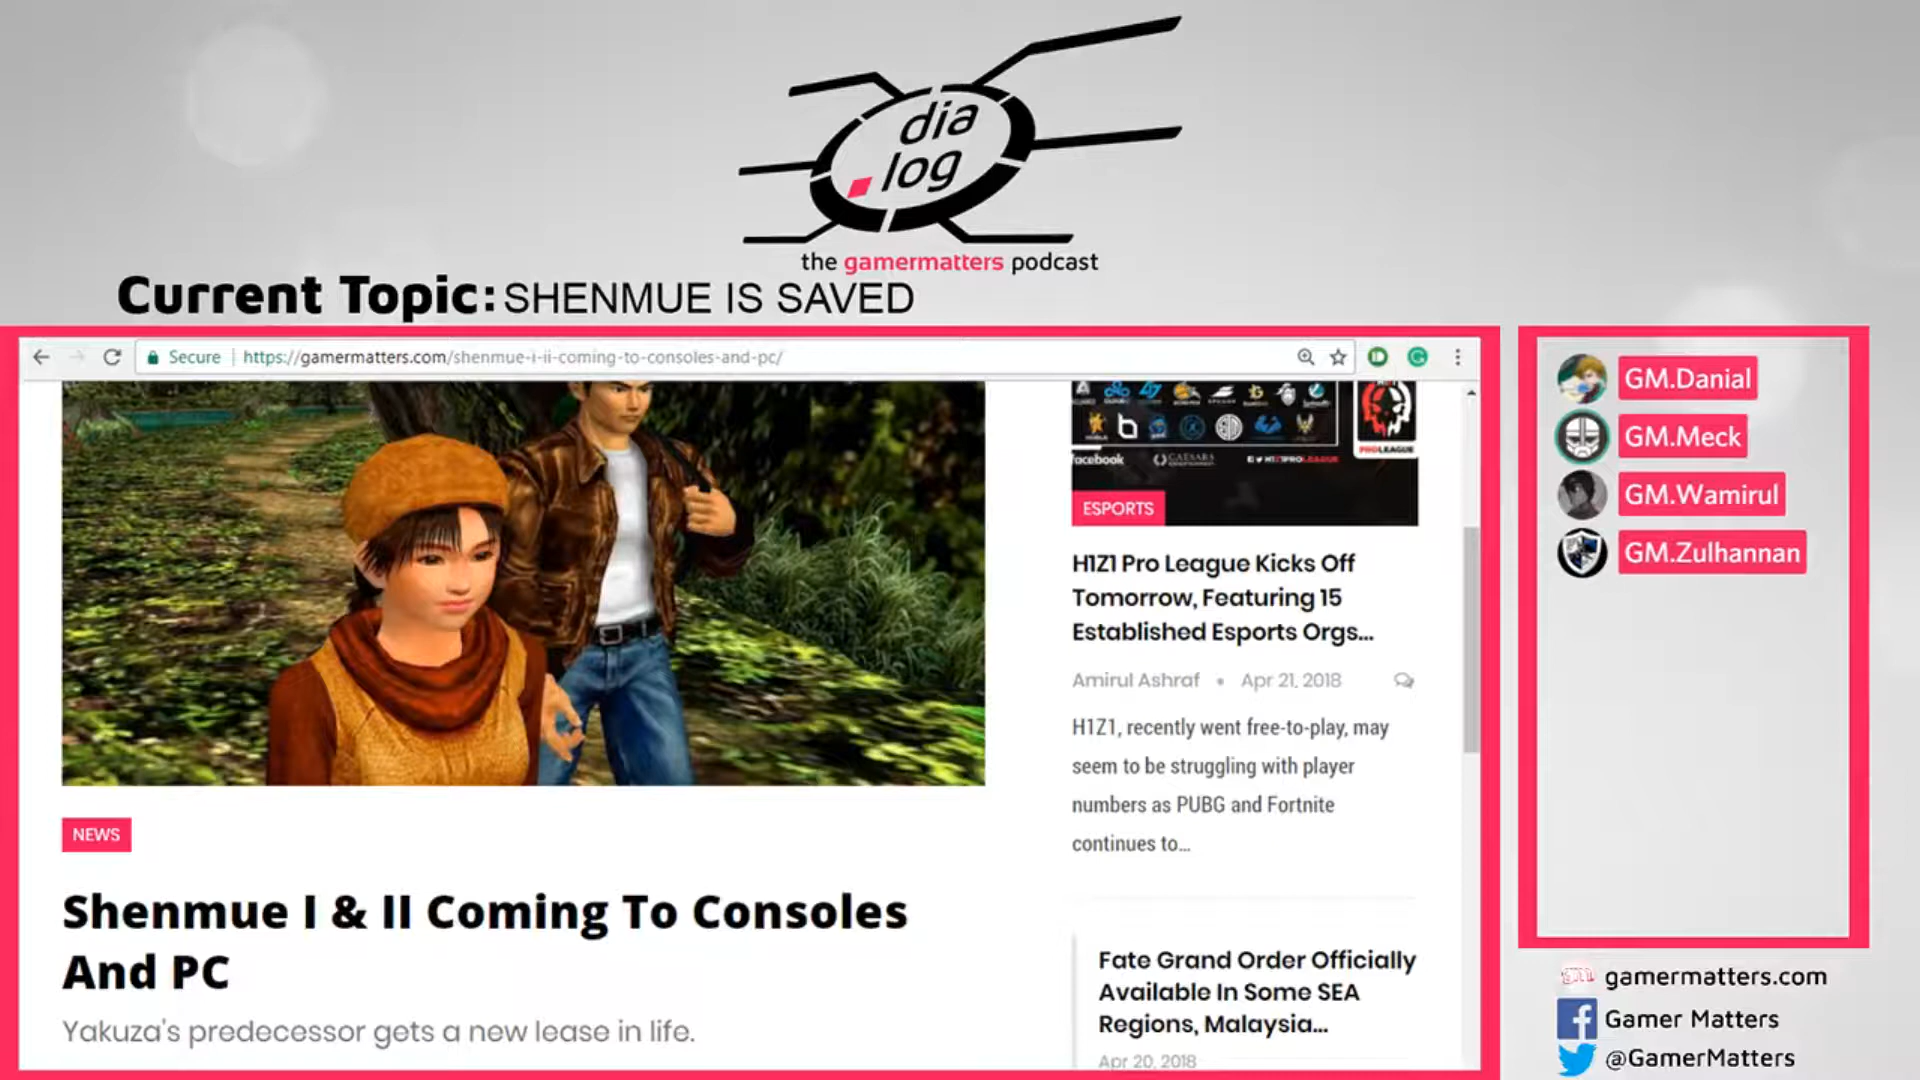 dia
.log
the gamermatters podcast
Current Topic: SHENMUE IS SAVED
Secure
https://gamermatters.com/shenmue-i-ii-coming-to-consoles-and-pc/
NEWS
Shenmue I & II Coming To Consoles
And PC
Yakuza's predecessor gets a new lease in life.
facebook
CAESARS
PROLEAGUE
ESPORTS
H1Z1 Pro League Kicks Off
Tomorrow, Featuring 15
Established Esports Orgs...
Amirul Ashraf • Apr 21, 2018
H1Z1, recently went free-to-play, may
seem to be struggling with player
numbers as PUBG and Fortnite
continues to...
Fate Grand Order Officially
Available In Some SEA
Regions, Malaysia...
Apr 20, 2018
GM.Danial
GM.Meck
GM.Wamirul
GM.Zulhannan
gamermatters.com
Gamer Matters
@GamerMatters